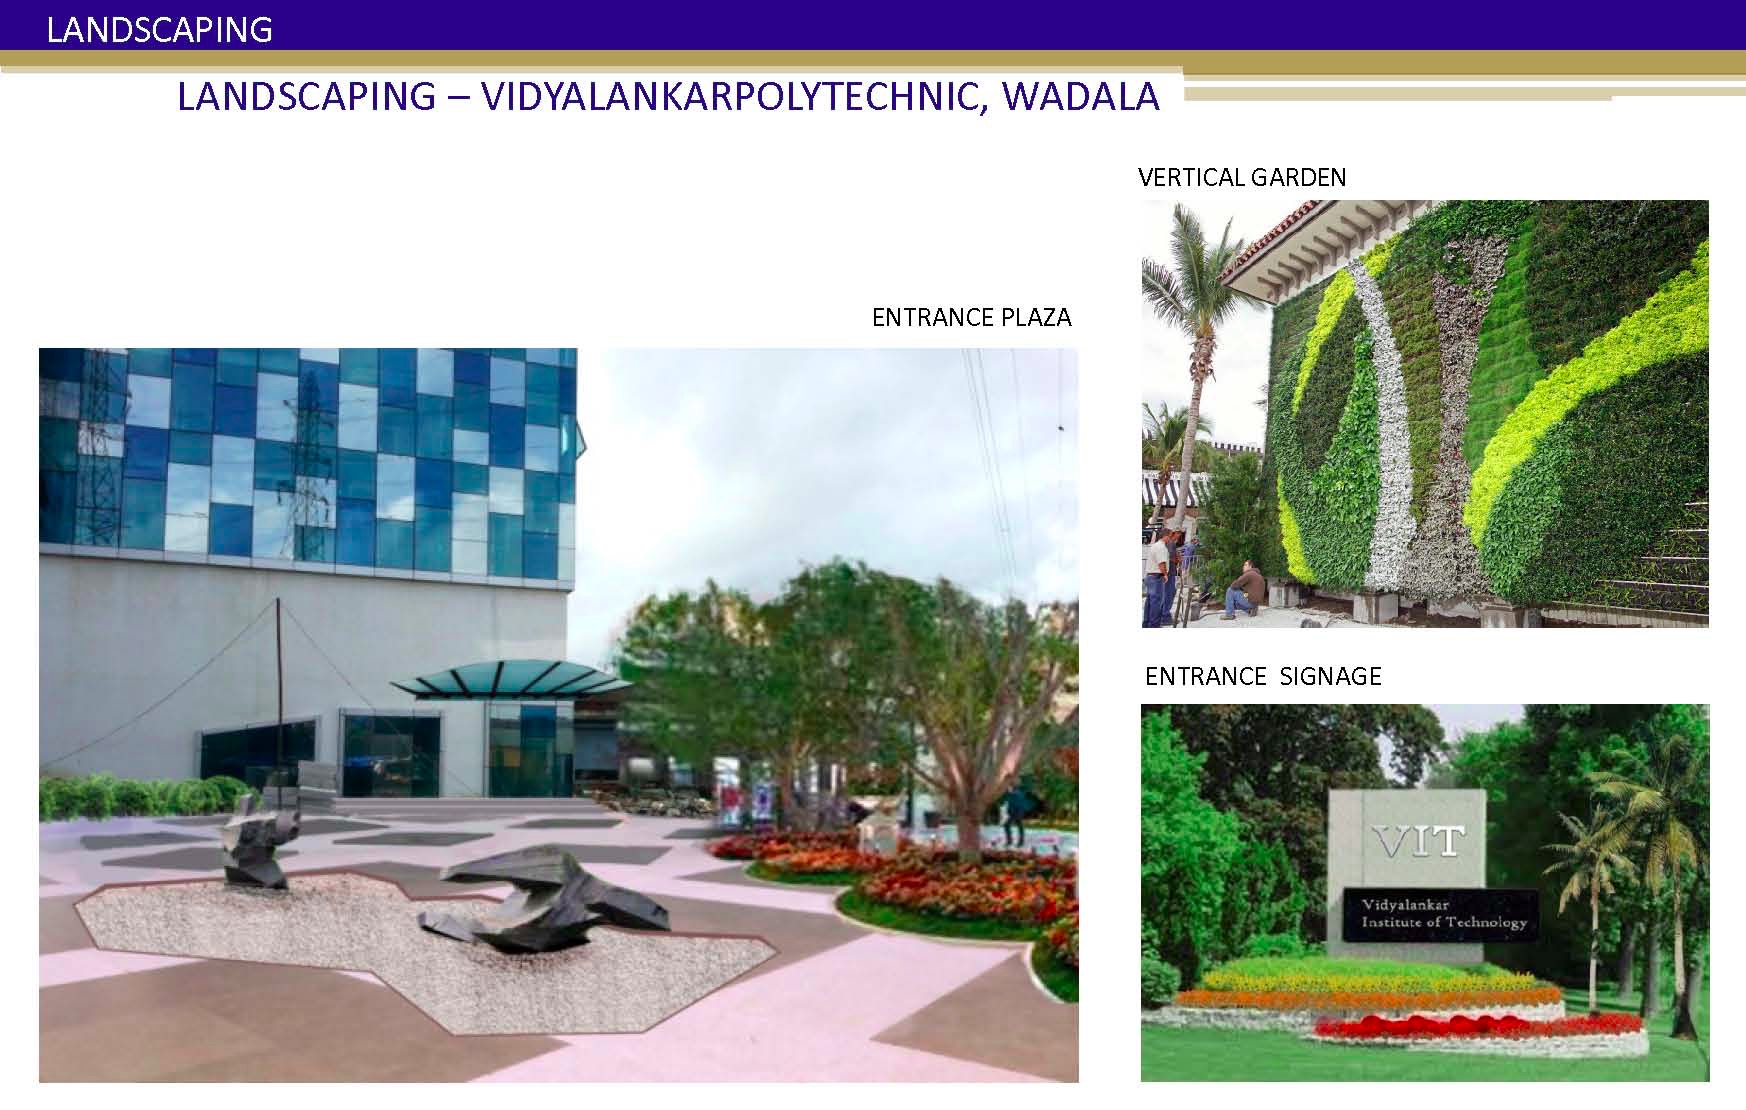 LANDSCAPING
LANDSCAPING – VIDYALANKARPOLYTECHNIC, WADALA
VERTICAL GARDEN
ENTRANCE PLAZA
ENTRANCE  SIGNAGE
VIT
Vidyalankar
Institute of Technology